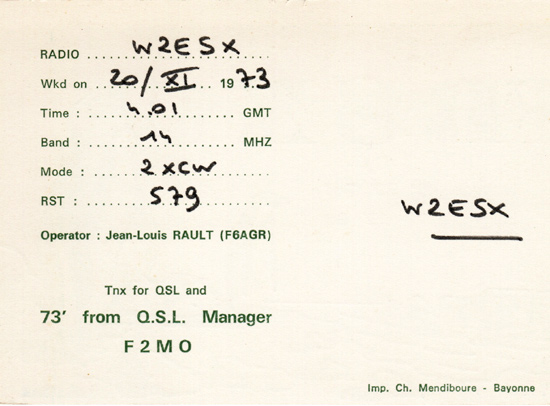 RADIO W2ESX
Wkd on 20/XI 1973
Time : 4.01 GMT
Band : 14 MHZ
Mode : 2XCW
RST : 579
W2ESX
Operator : Jean-Louis RAULT (F6AGR)
Tnx for QSL and
73' from Q.S.L. Manager
F2MO
Imp. Ch. Mendiboure - Bayonne